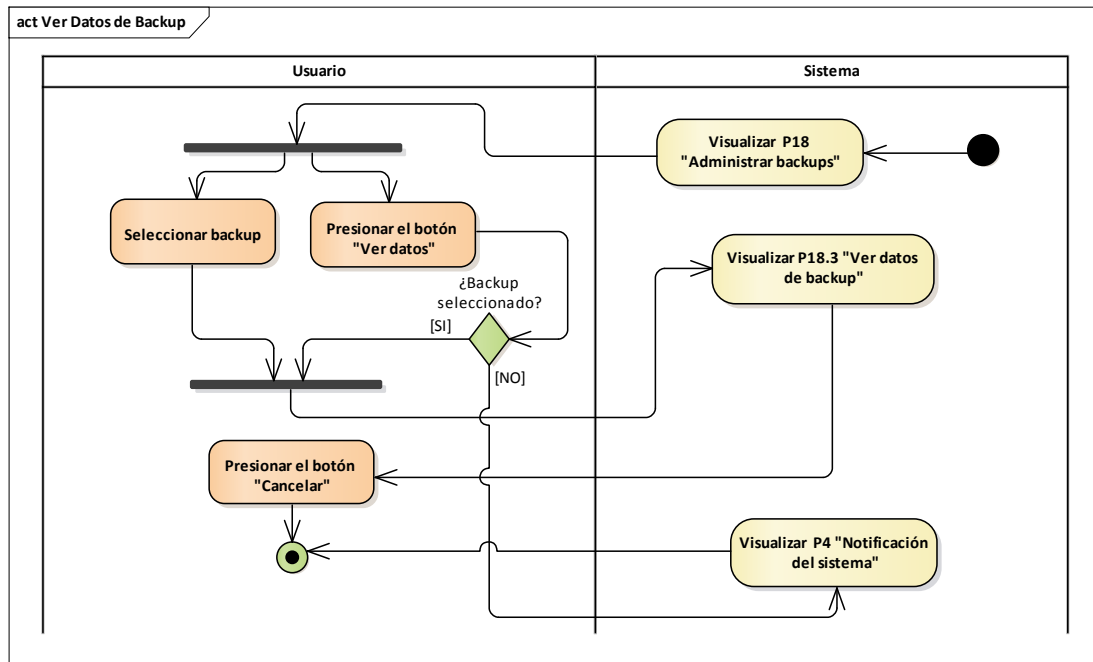 act Ver Datos de Backup
Usuario
Sistema
Visualizar P18
"Administrar backups"
Seleccionar backup
Presionar el botón
"Ver datos"
Visualizar P18.3 "Ver datos
de backup"
¿Backup
seleccionado?
[SI]
[NO]
Presionar el botón
"Cancelar"
Visualizar P4 "Notificación
del sistema"